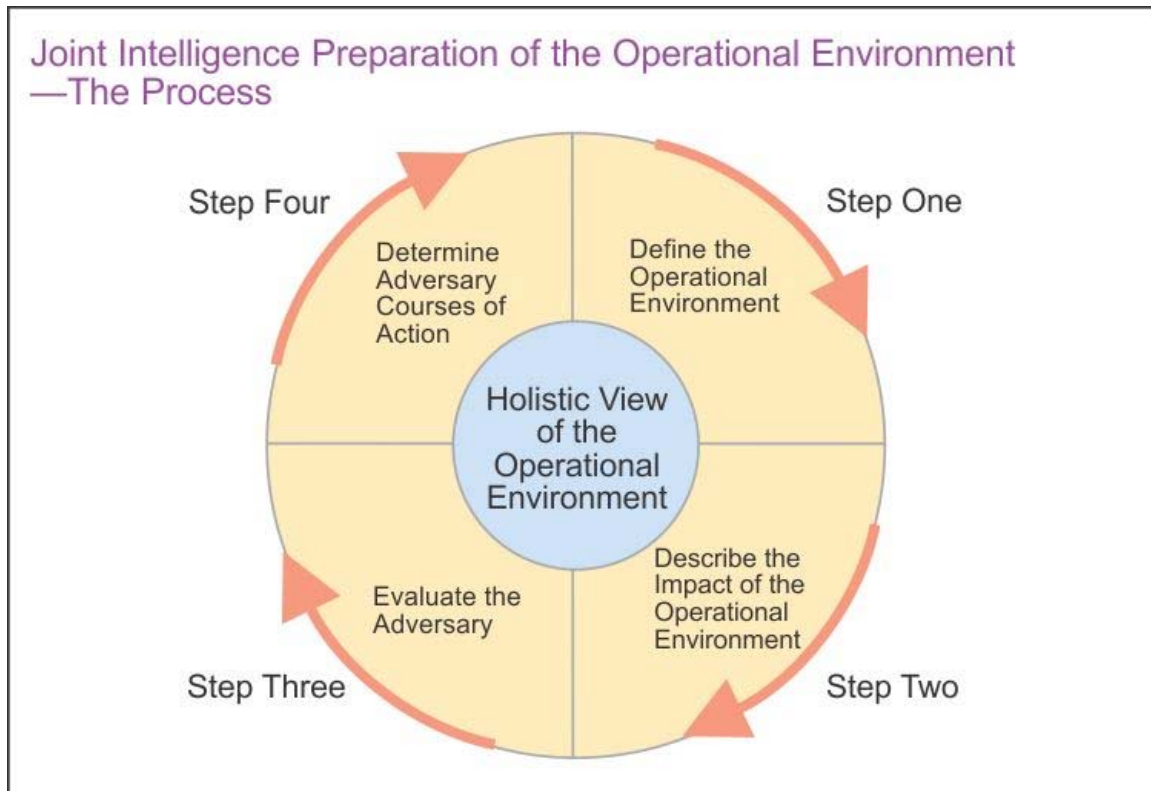 Joint Intelligence Preparation of the Operational Environment
—The Process
Step One
Define the
Operational
Environment
Step Two
Describe the
Impact of the
Operational
Environment
Step Three
Evaluate the
Adversary
Step Four
Determine
Adversary
Courses of
Action
Holistic View
of the
Operational
Environment